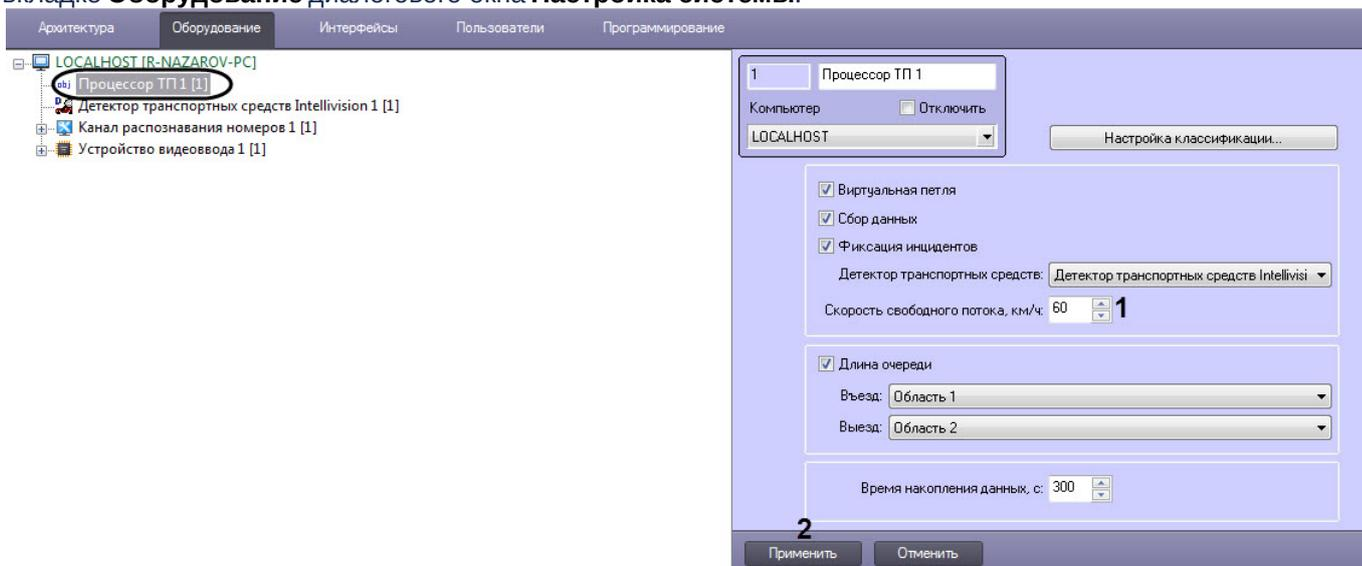 вкладке Оборудование диалогового окна Настройка системы.
Архитектура Оборудование Интерфейсы Пользователи Программирование
LOCALHOST [R-NAZAROV-PC]
obj Процессор ТП 1 [1]
Детектор транспортных средств Intellivision 1 [1]
Канал распознавания номеров 1 [1]
Устройство видеоввода 1 [1]
1 Процессор ТП 1
Компьютер Отключить
LOCALHOST
Настройка классификации...
Виртуальная петля
Сбор данных
Фиксация инцидентов
Детектор транспортных средств: Детектор транспортных средств Intellivisi
Скорость свободного потока, км/ч: 60 1
Длина очереди
Въезд: Область 1
Выезд: Область 2
Время накопления данных, с: 300
2
Применить Отменить